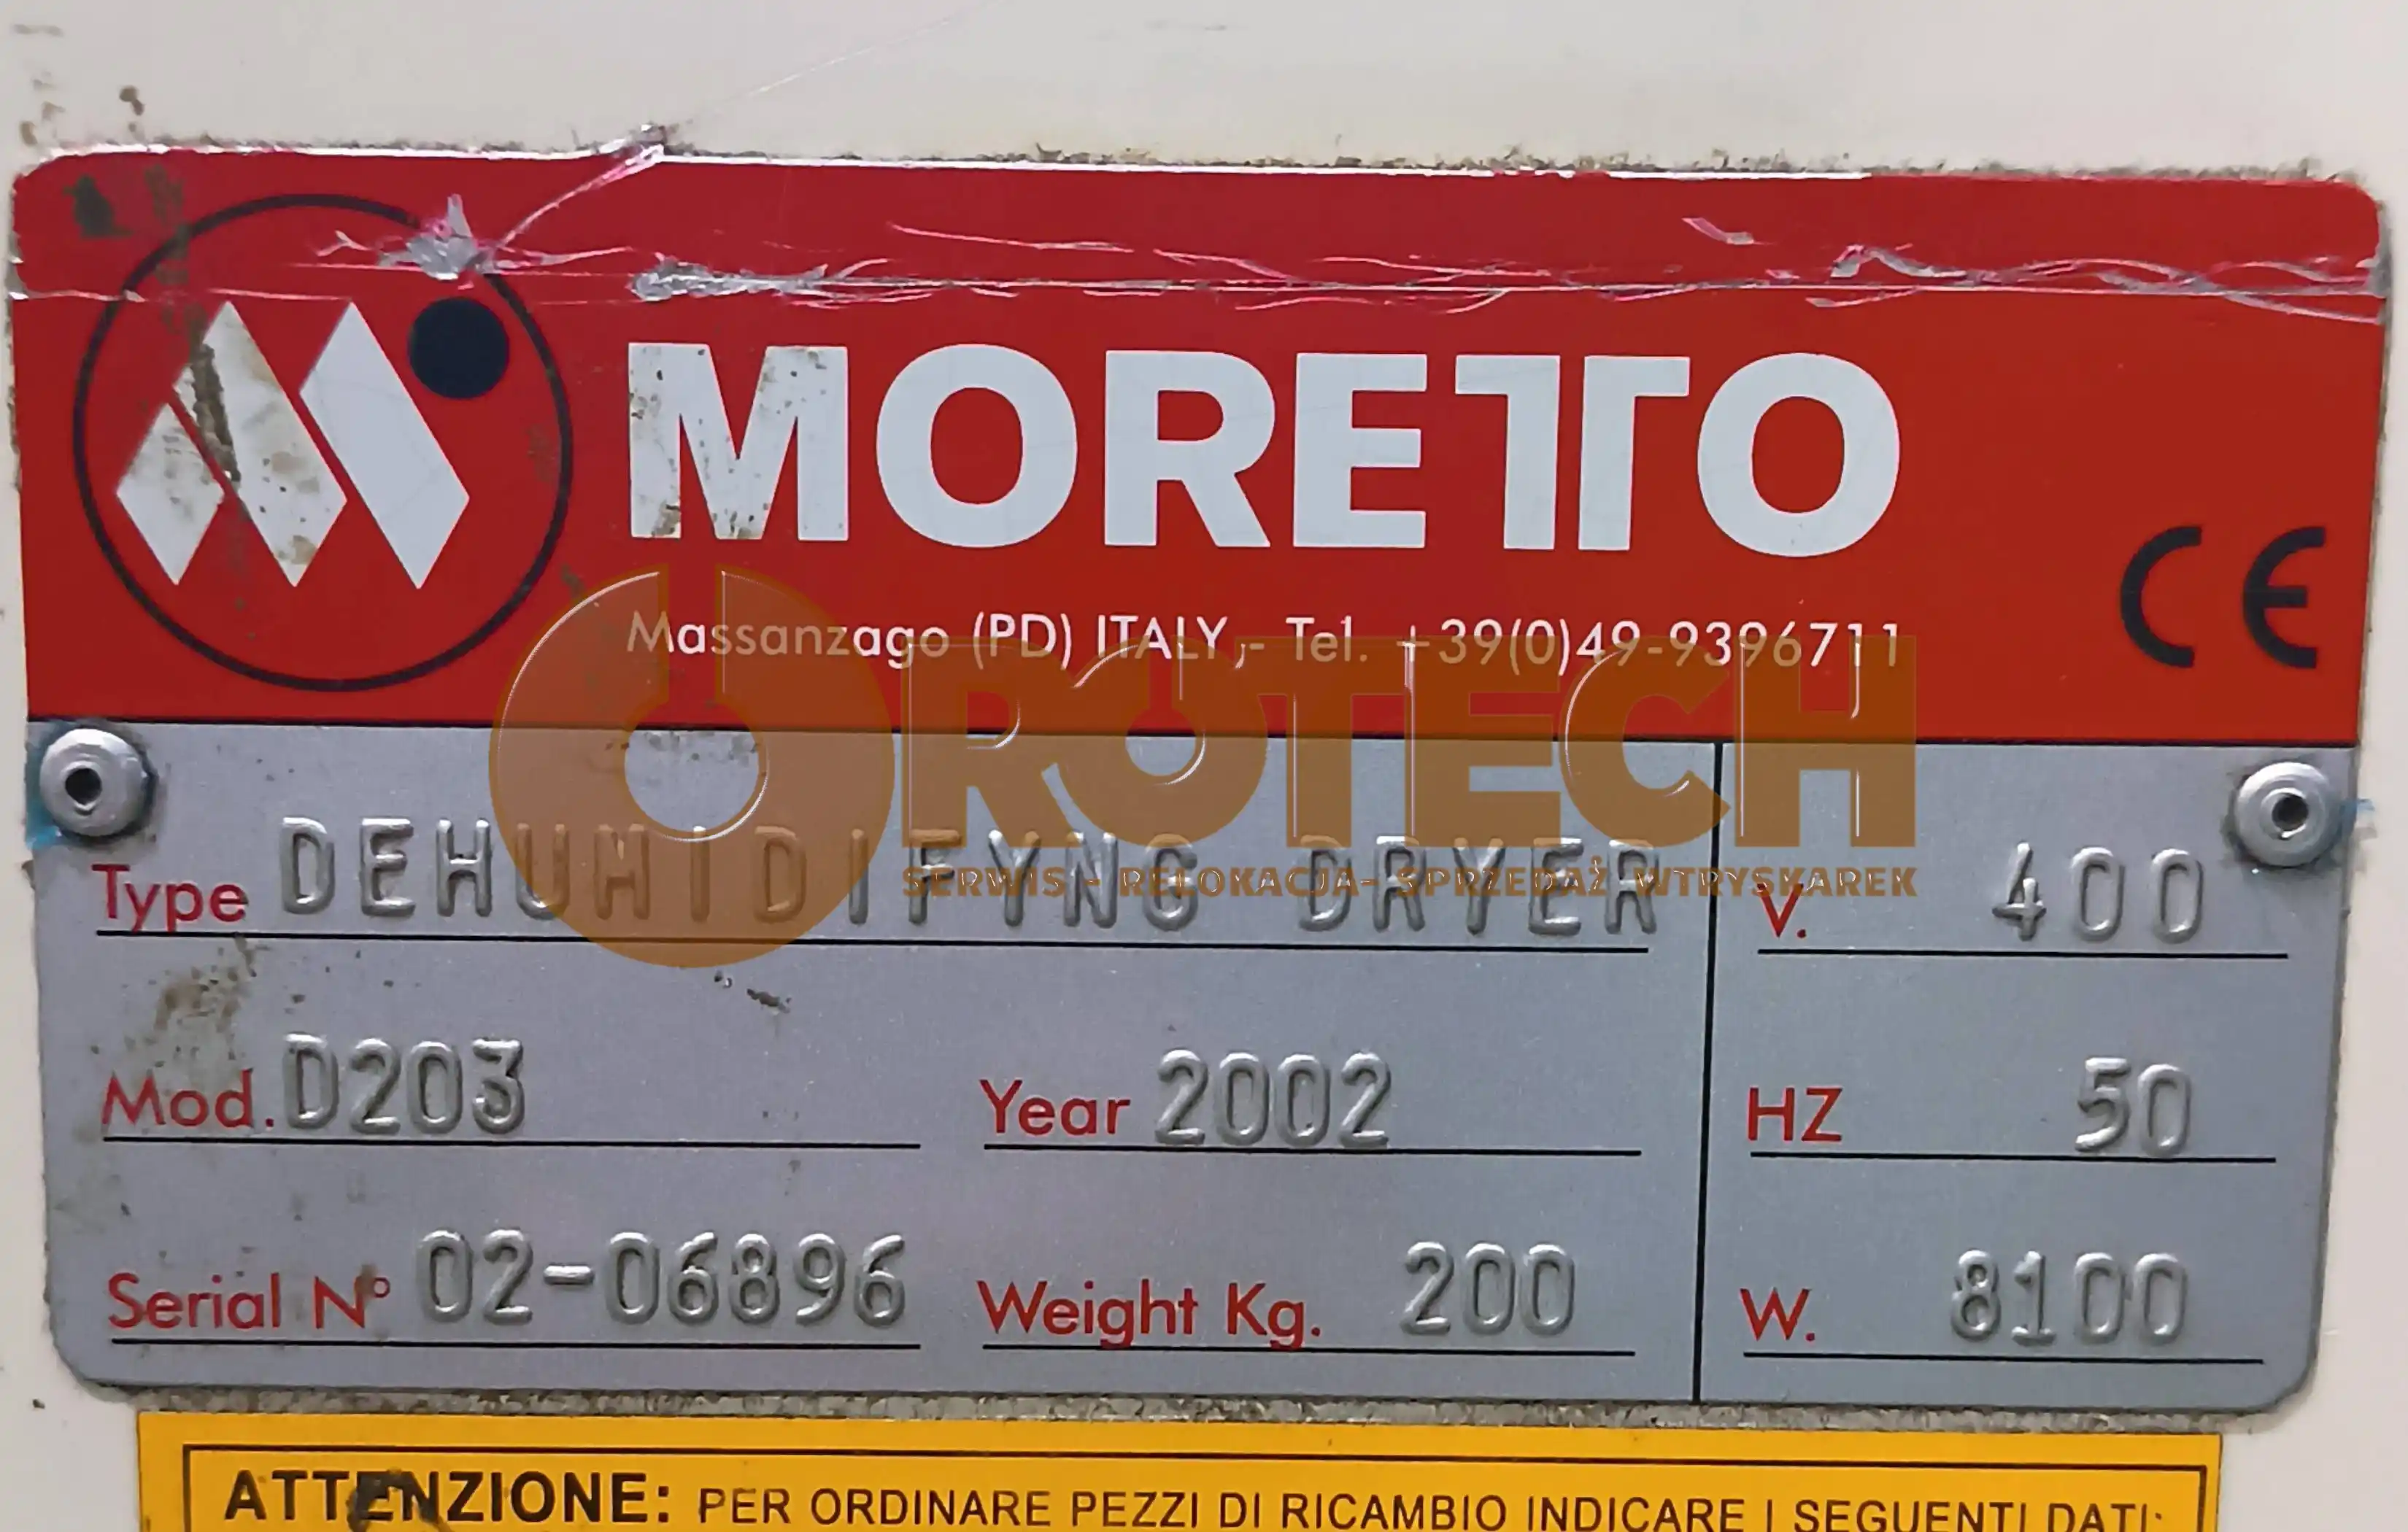 MORETTO
CE
Massanzago (PD) ITALY - Tel. +39(0)49-9396711
OROTECH
SERWIS - RELOKACJA - SPRZEDAŻ WTRYSKAREK
Type DEHUMIDIFYNG DRYER V. 400
Mod. D203 Year 2002 HZ 50
Serial N° 02-06896 Weight Kg. 200 W. 8100
ATTENZIONE: PER ORDINARE PEZZI DI RICAMBIO INDICARE I SEGUENTI DATI: